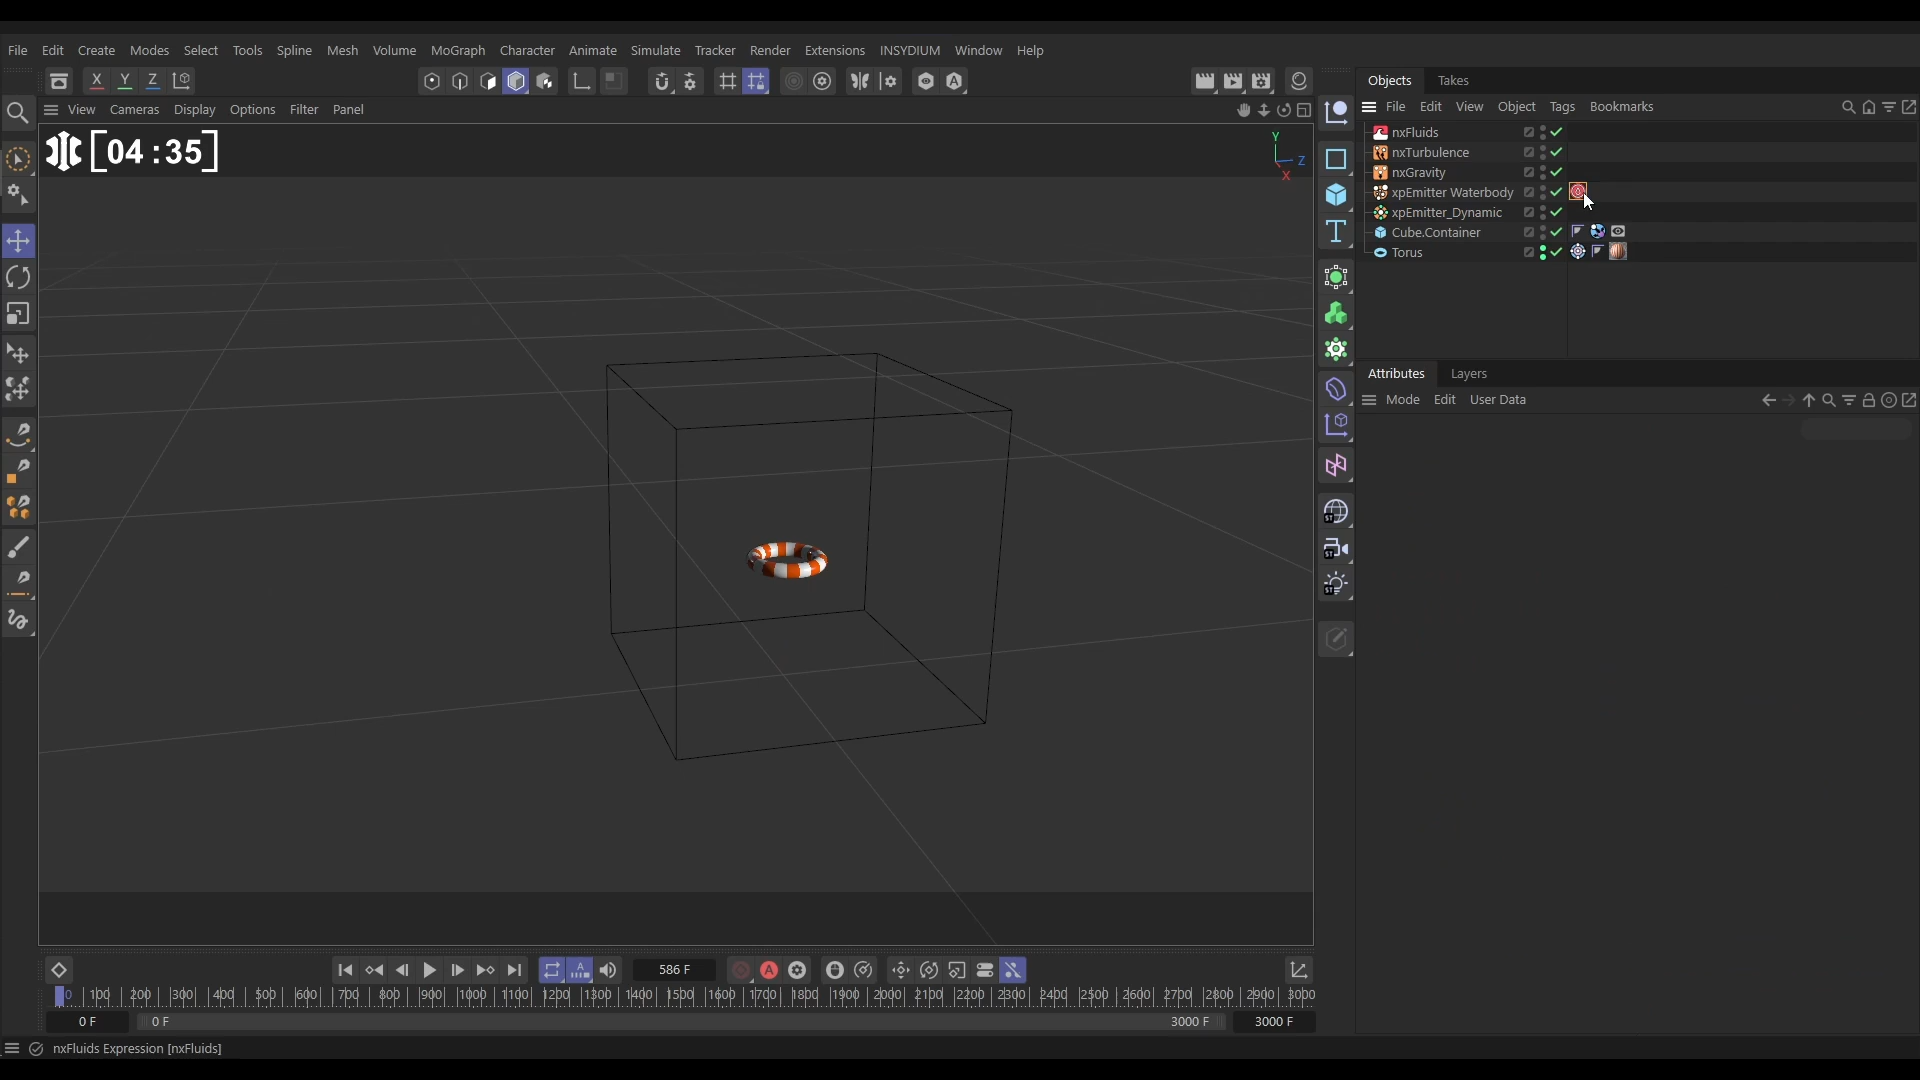 File Edit Create Modes Select Tools Spline Mesh Volume MoGraph Character Animate Simulate Tracker Render Extensions INSYDIUM Window Help
X Y Z
View Cameras Display Options Filter Panel
[04:35]
Y
Z
X
Objects Takes
File Edit View Object Tags Bookmarks
nxFluids
nxTurbulence
nxGravity
xpEmitter Waterbody
xpEmitter_Dynamic
Cube.Container
Torus
Attributes Layers
Mode Edit User Data
586 F
0 100 200 300 400 500 600 700 800 900 1000 1100 1200 1300 1400 1500 1600 1700 1800 1900 2000 2100 2200 2300 2400 2500 2600 2700 2800 2900 3000
0 F 0 F 3000 F 3000 F
nxFluids Expression [nxFluids]